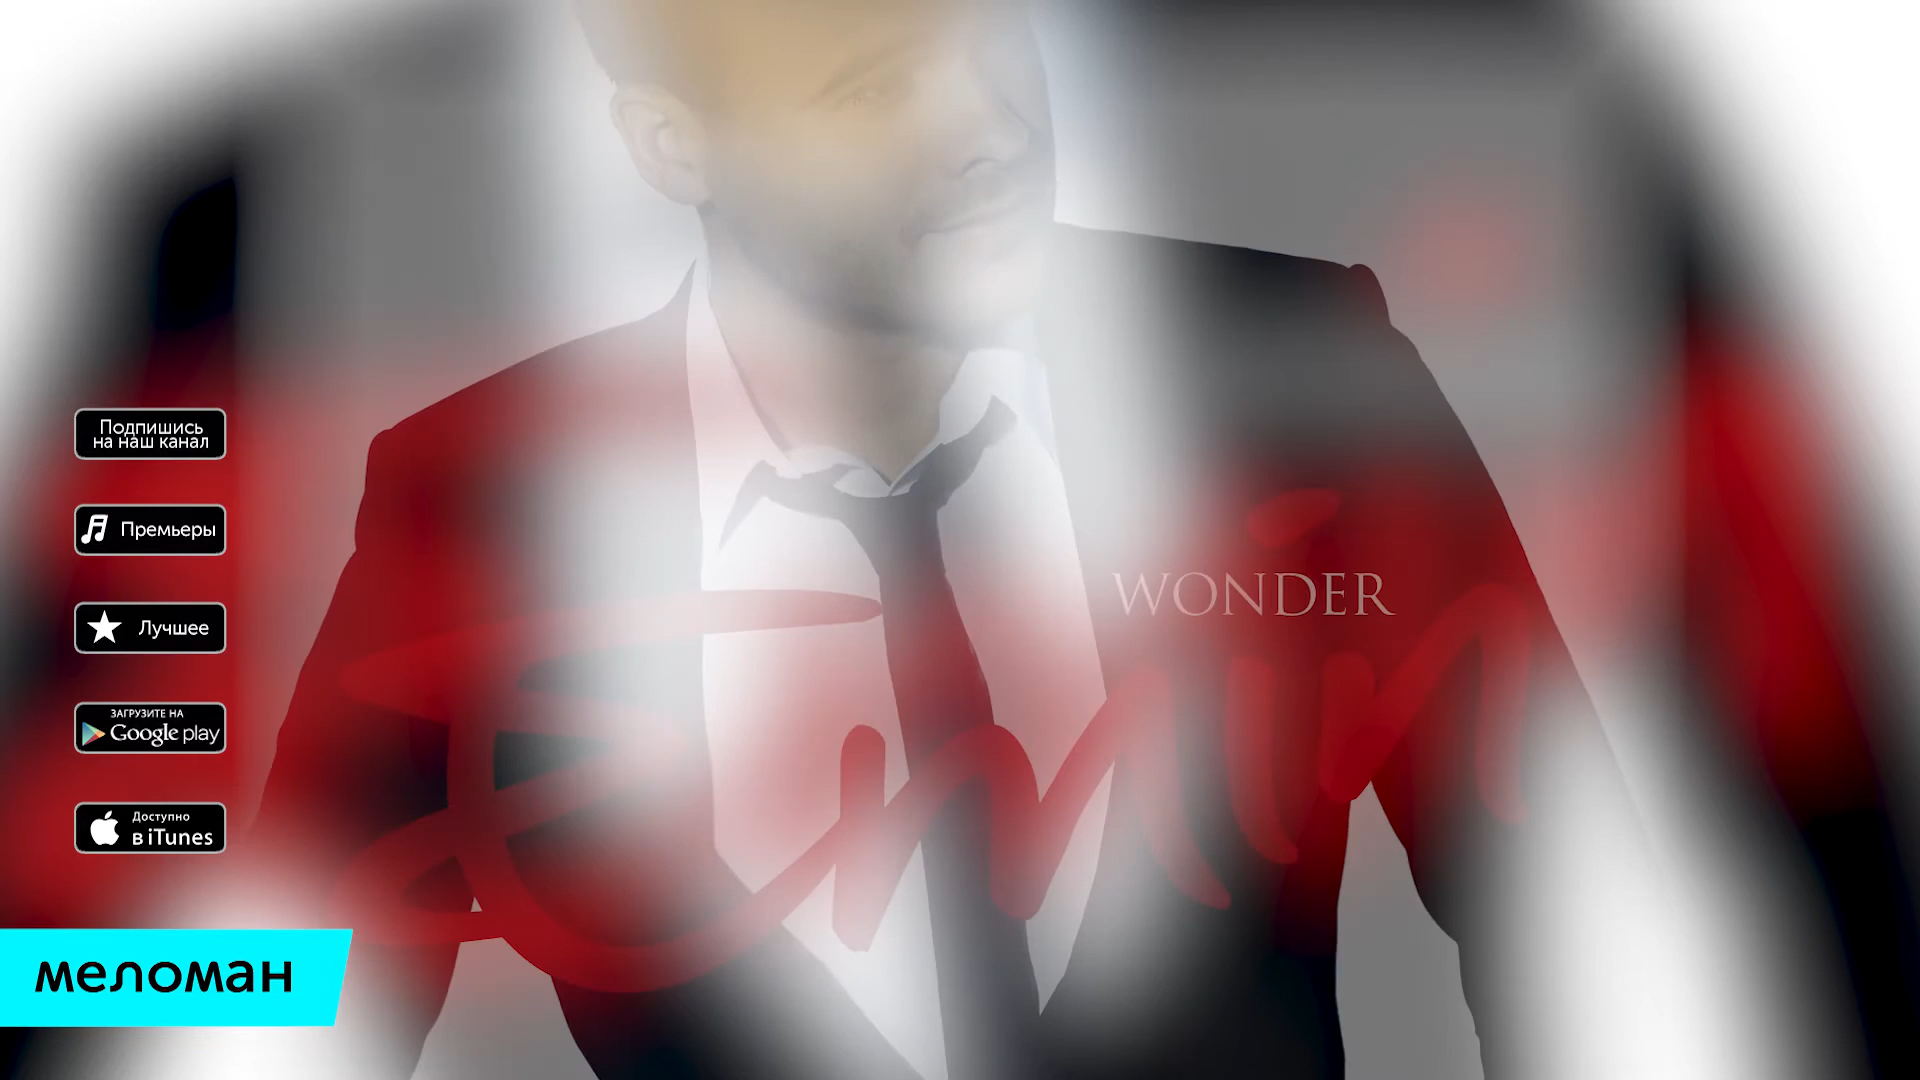 Подпишись
на наш канал
Премьеры
Лучшее
ЗАГРУЗИТЕ НА
Google play
Доступно
в iTunes
меломан
WONDER
Emin